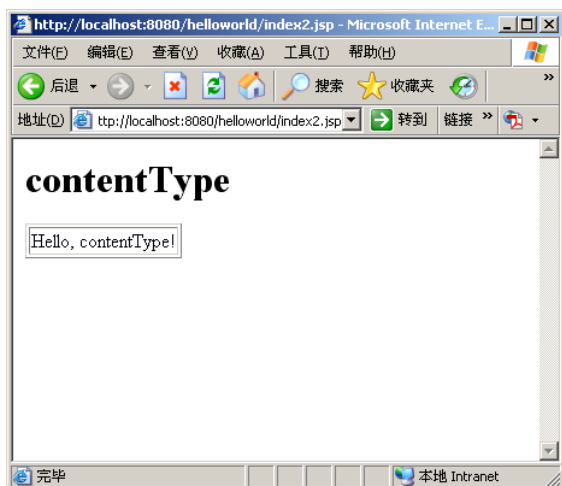 http://localhost:8080/helloworld/index2.jsp - Microsoft Internet E...
文件(F) 编辑(E) 查看(V) 收藏(A) 工具(T) 帮助(H)
后退 搜索 收藏夹 »
地址(D) ttp://localhost:8080/helloworld/index2.jsp 转到 链接 »
contentType
Hello, contentType!
完毕 本地 Intranet